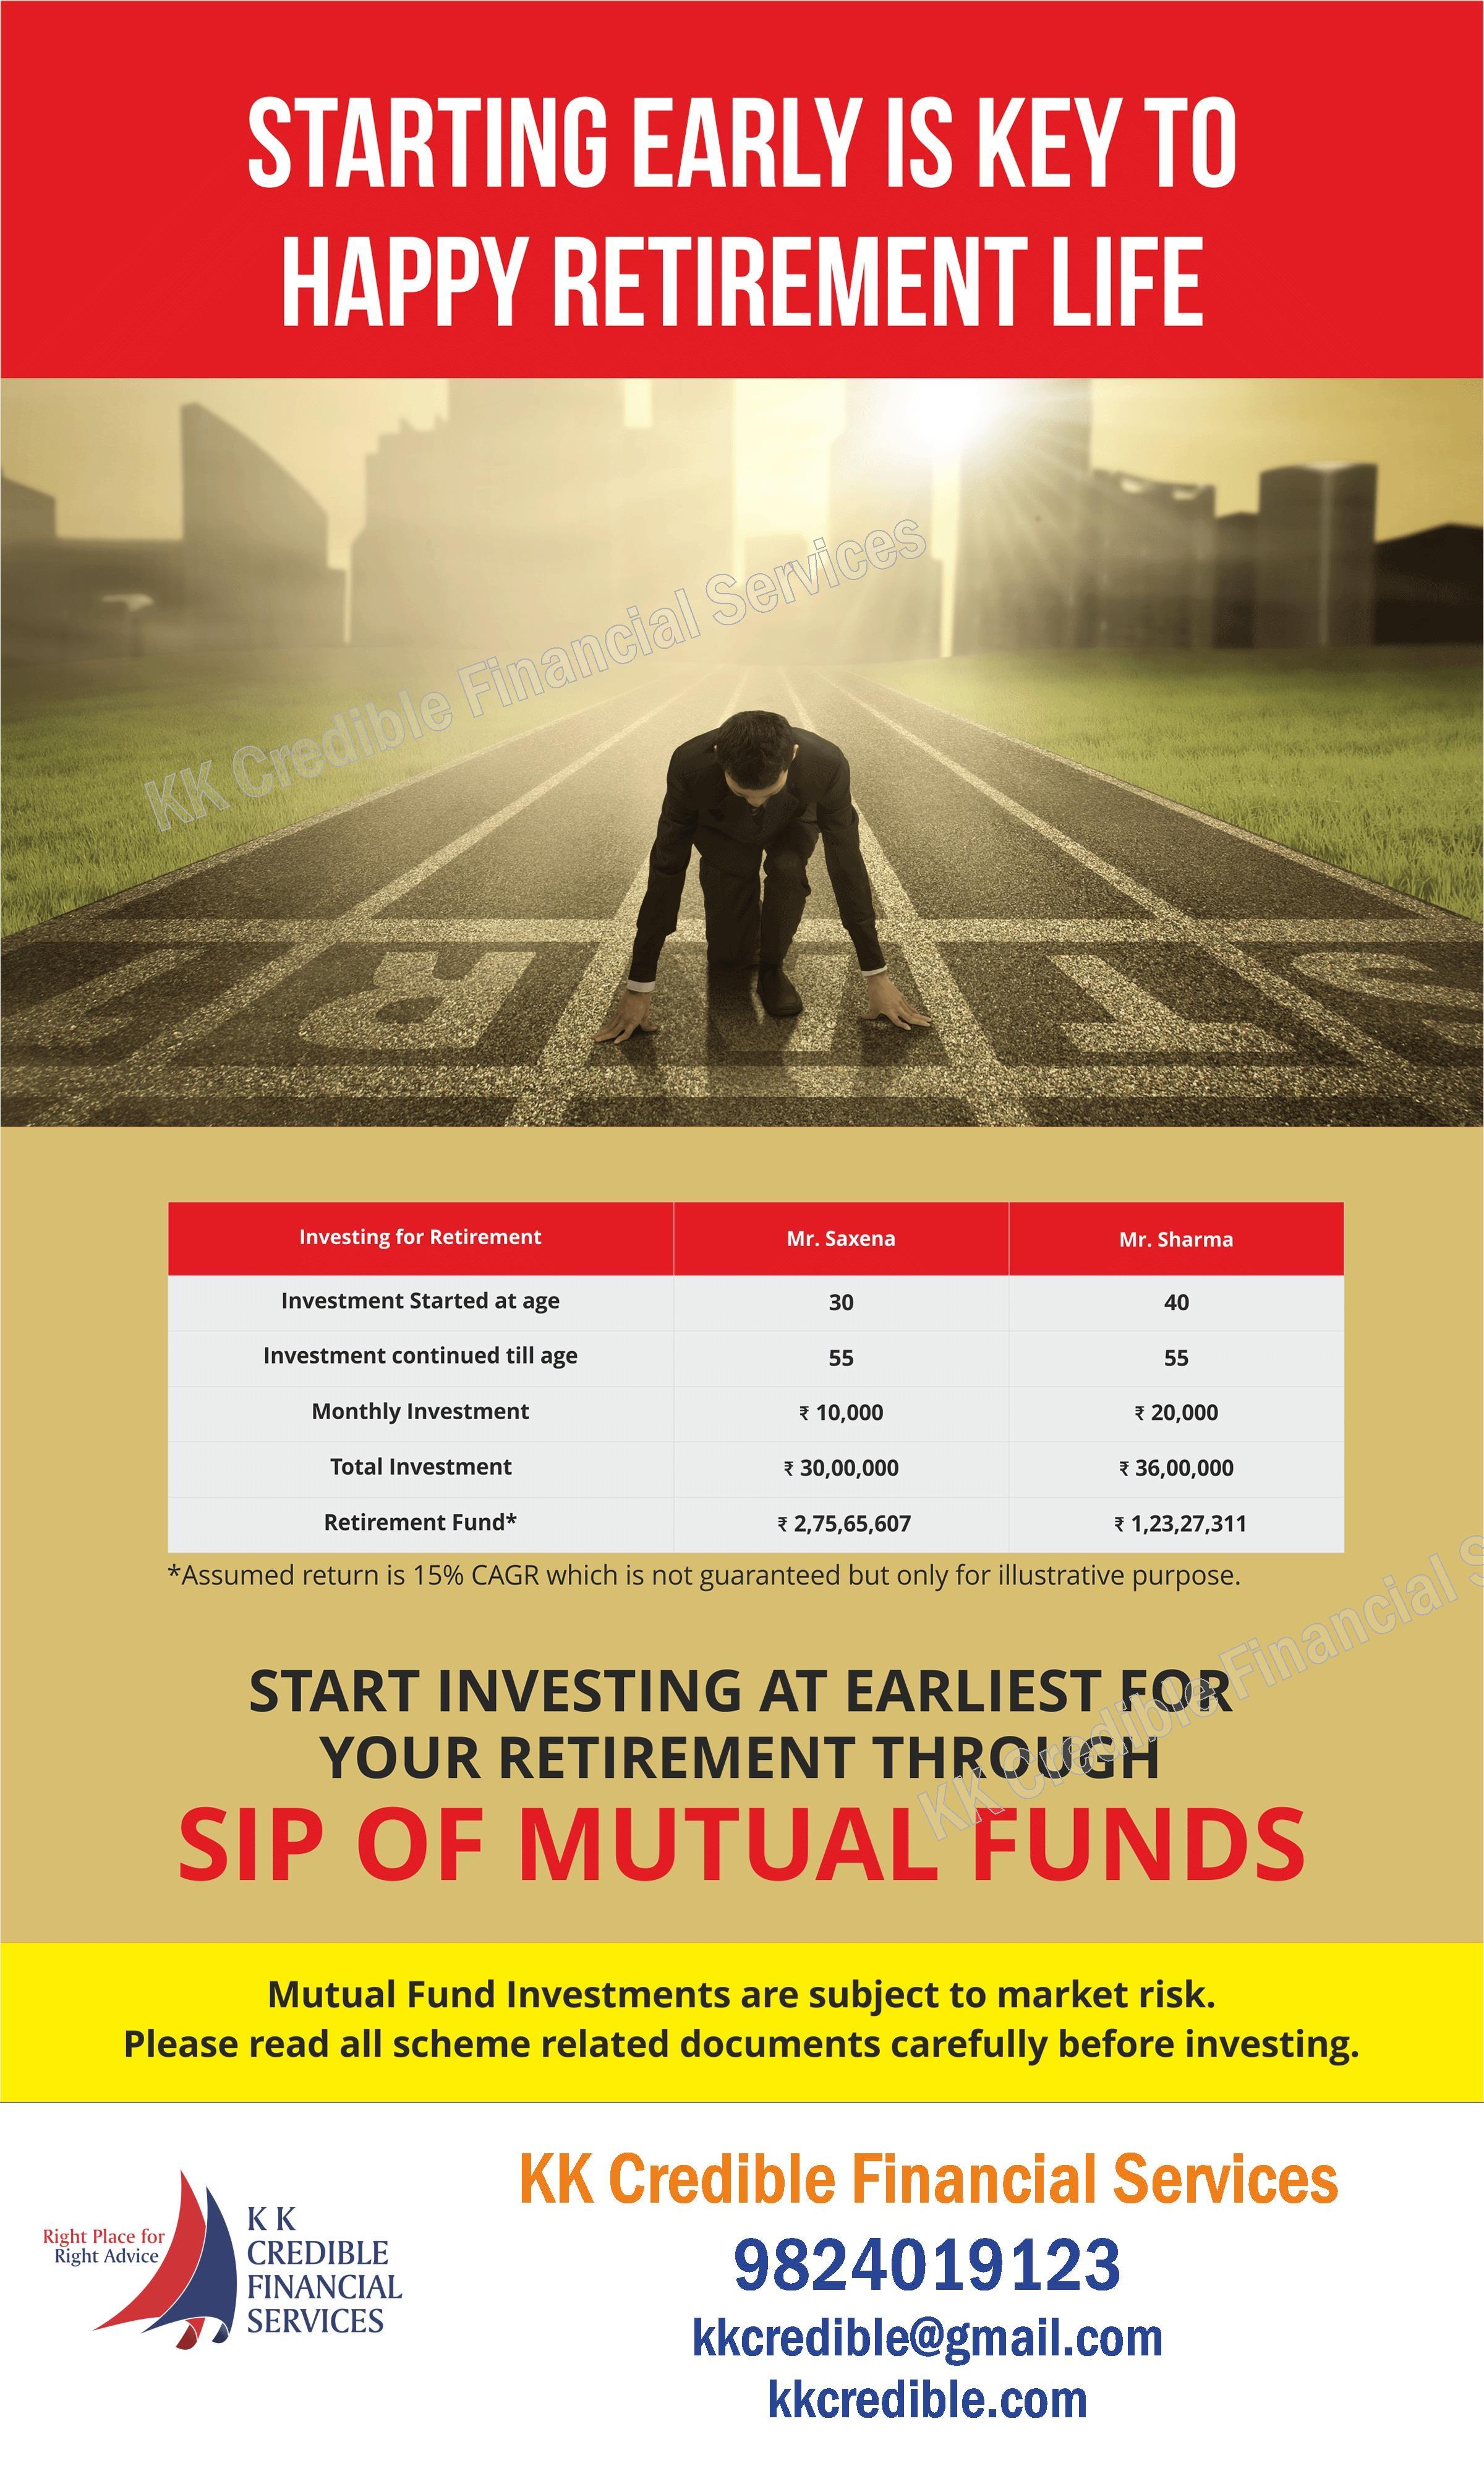 STARTING EARLY IS KEY TO
HAPPY RETIREMENT LIFE
KK Credible Financial Services
START
Investing for Retirement Mr. Saxena Mr. Sharma
Investment Started at age 30 40
Investment continued till age 55 55
Monthly Investment ₹ 10,000 ₹ 20,000
Total Investment ₹ 30,00,000 ₹ 36,00,000
Retirement Fund* ₹ 2,75,65,607 ₹ 1,23,27,311
*Assumed return is 15% CAGR which is not guaranteed but only for illustrative purpose.
KK Credible Financial S
START INVESTING AT EARLIEST FOR
YOUR RETIREMENT THROUGH
SIP OF MUTUAL FUNDS
Mutual Fund Investments are subject to market risk.
Please read all scheme related documents carefully before investing.
Right Place for
Right Advice
K K
CREDIBLE
FINANCIAL
SERVICES
KK Credible Financial Services
9824019123
kkcredible@gmail.com
kkcredible.com